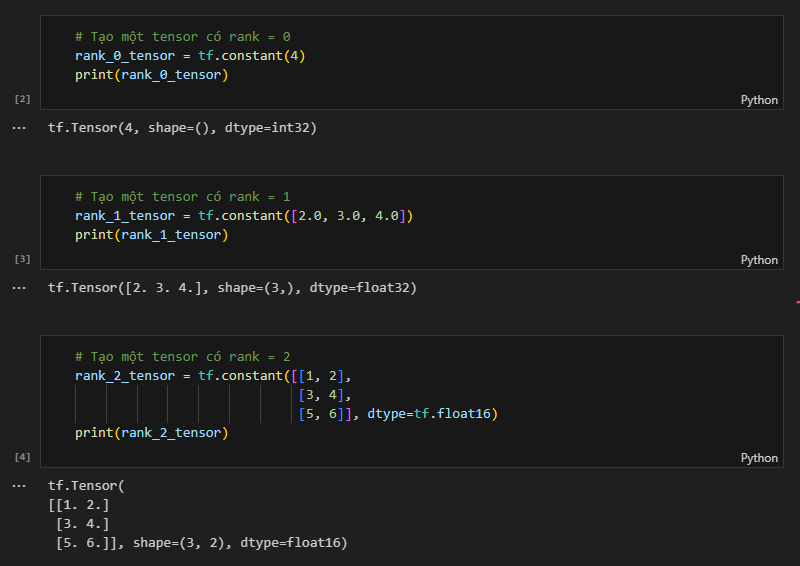 # Tạo một tensor có rank = 0
rank_0_tensor = tf.constant(4)
print(rank_0_tensor)
[2]
Python
... tf.Tensor(4, shape=(), dtype=int32)
# Tạo một tensor có rank = 1
rank_1_tensor = tf.constant([2.0, 3.0, 4.0])
print(rank_1_tensor)
[3]
Python
... tf.Tensor([2. 3. 4.], shape=(3,), dtype=float32)
# Tạo một tensor có rank = 2
rank_2_tensor = tf.constant([[1, 2],
[3, 4],
[5, 6]], dtype=tf.float16)
print(rank_2_tensor)
[4]
Python
... tf.Tensor(
[[1. 2.]
[3. 4.]
[5. 6.]], shape=(3, 2), dtype=float16)